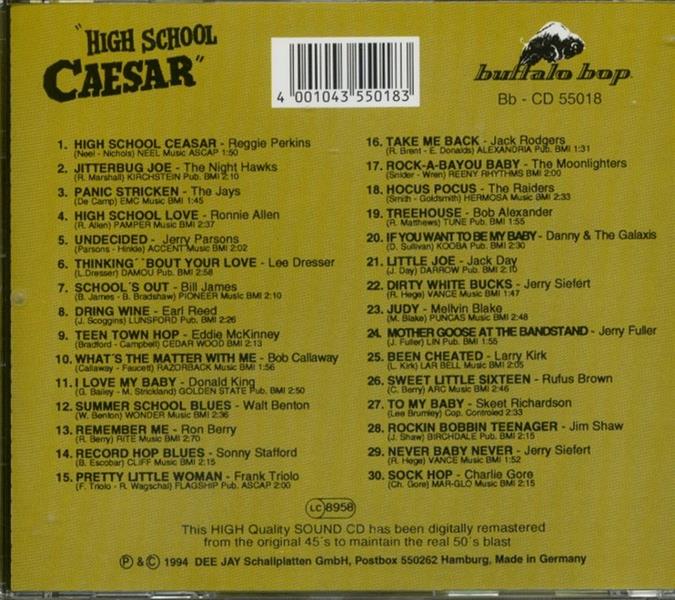 "HIGH SCHOOL
CAESAR"
4 001043 550183
buffalo bop
Bb - CD 55018
1. HIGH SCHOOL CEASAR - Reggie Perkins
(Neel - Nichols) NEEL Music ASCAP 1:50
2. JITTERBUG JOE - The Night Hawks
(R. Marshall) KIRCHSTEIN Pub. BMI 2:10
3. PANIC STRICKEN - The Jays
(De Camp) EMC Music BMI 1:45
4. HIGH SCHOOL LOVE - Ronnie Allen
(R. Allen) PAMPER Music BMI 2:37
5. UNDECIDED - Jerry Parsons
(Parsons - Hinkle) ACCENT Music BMI 2:02
6. THINKING´´BOUT YOUR LOVE - Lee Dresser
(L.Dresser) DAMOU Pub. BMI 2:58
7. SCHOOL´S OUT - Bill James
(B. James - B. Bradshaw) PIONEER Music BMI 2:10
8. DRING WINE - Earl Reed
(J. Scoggins) LUNSFORD Pub. BMI 2:26
9. TEEN TOWN HOP - Eddie McKinney
(Bradford - Campbell) CEDAR WOOD BMI 2:13
10. WHAT´S THE MATTER WITH ME - Bob Callaway
(Callaway - Faucett) RAZORBACK Music BMI 1:56
11. I LOVE MY BABY - Donald King
(G. Bailey - M. Strickland) GOLDEN STATE Pub. BMI 2:50
12. SUMMER SCHOOL BLUES - Walt Benton
(W. Benton) WONDER Music BMI 2:36
13. REMEMBER ME - Ron Berry
(R. Berry) RITE Music BMI 2:70
14. RECORD HOP BLUES - Sonny Stafford
(B. Escobar) CLIFF Music BMI 2:15
15. PRETTY LITTLE WOMAN - Frank Triolo
(F. Triolo - R. Wagschal) FLAGSHIP Pub. ASCAP 2:00
16. TAKE ME BACK - Jack Rodgers
(R. Brent - E. Donalds) ALEXANDRIA Pub. BMI 1:31
17. ROCK-A-BAYOU BABY - The Moonlighters
(Snider - Wren) REENY RHYTHMS BMI 2:00
18. HOCUS POCUS - The Raiders
(Smith - Goldsmith) HERMOSA Music BMI 2:33
19. TREEHOUSE - Bob Alexander
(R. Matthews) TUNE Pub. BMI 1:55
20. IF YOU WANT TO BE MY BABY - Danny & The Galaxis
(D. Sullivan) KOOBA Pub. BMI 2:30
21. LITTLE JOE - Jack Day
(J. Day) DARROW Pub. BMI 2:10
22. DIRTY WHITE BUCKS - Jerry Siefert
(R. Hege) VANCE Music BMI 1:47
23. JUDY - Mellvin Blake
(M. Blake) PUNGAS Music BMI 2:48
24. MOTHER GOOSE AT THE BANDSTAND - Jerry Fuller
(J. Fuller) LIN Pub. BMI 1:55
25. BEEN CHEATED - Larry Kirk
(L. Kirk) LAR BELL Music BMI 2:05
26. SWEET LITTLE SIXTEEN - Rufus Brown
(C. Berry) ARC Music BMI 2:46
27. TO MY BABY - Skeet Richardson
(Lee Brumley) Cop. Controled 2:33
28. ROCKIN BOBBIN TEENAGER - Jim Shaw
(J. Shaw) BIRCHDALE Pub. BMI 2:15
29. NEVER BABY NEVER - Jerry Siefert
(R. Hege) VANCE Music BMI 1:52
30. SOCK HOP - Charlie Gore
(Ch. Gore) MAR-GLO Music BMI 2:15
LC 8958
This HIGH Quality SOUND CD has been digitally remastered
from the original 45´s to maintain the real 50´s blast
Ⓟ & © 1994 DEE JAY Schallplatten GmbH, Postbox 550262 Hamburg, Made in Germany